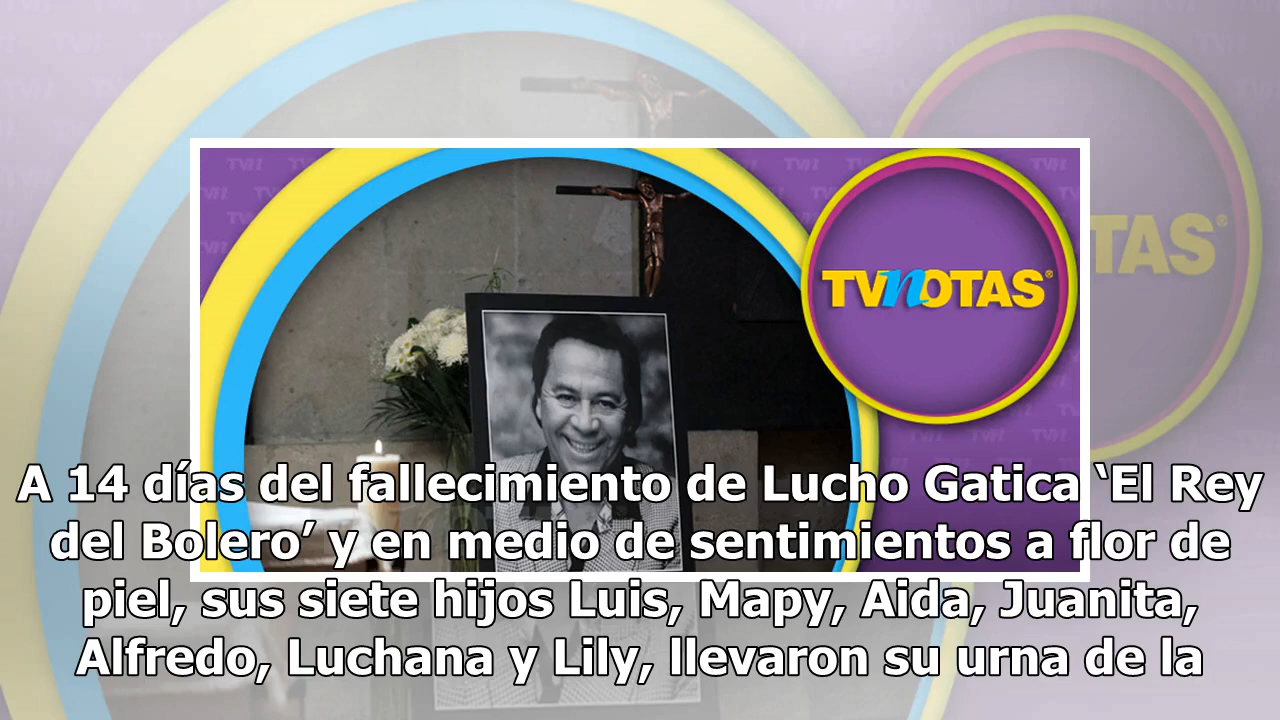 TVnOTAS®
TAS®
A 14 días del fallecimiento de Lucho Gatica ‘El Rey
del Bolero’ y en medio de sentimientos a flor de
piel, sus siete hijos Luis, Mapy, Aida, Juanita,
Alfredo, Luchana y Lily, llevaron su urna de la